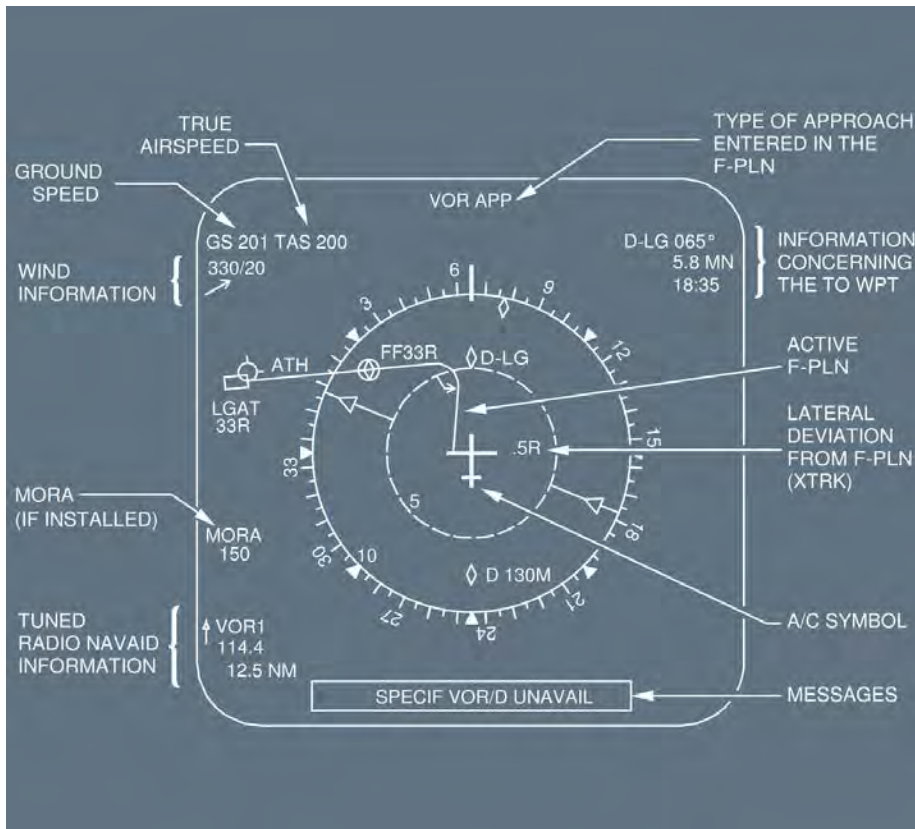 TRUE
AIRSPEED
GROUND
SPEED
WIND
INFORMATION
TYPE OF APPROACH
ENTERED IN THE
F-PLN
VOR APP
GS 201 TAS 200
330/20
D-LG 065°
5.8 MN
18:35
INFORMATION
CONCERNING
THE TO WPT
6
9
3
12
ATH
FF33R
D-LG
LGAT
33R
ACTIVE
F-PLN
.5R
15
33
LATERAL
DEVIATION
FROM F-PLN
(XTRK)
MORA
(IF INSTALLED)
5
18
MORA
150
30
10
D 130M
21
27
24
TUNED
RADIO NAVAID
INFORMATION
VOR1
114.4
12.5 NM
A/C SYMBOL
SPECIF VOR/D UNAVAIL
MESSAGES